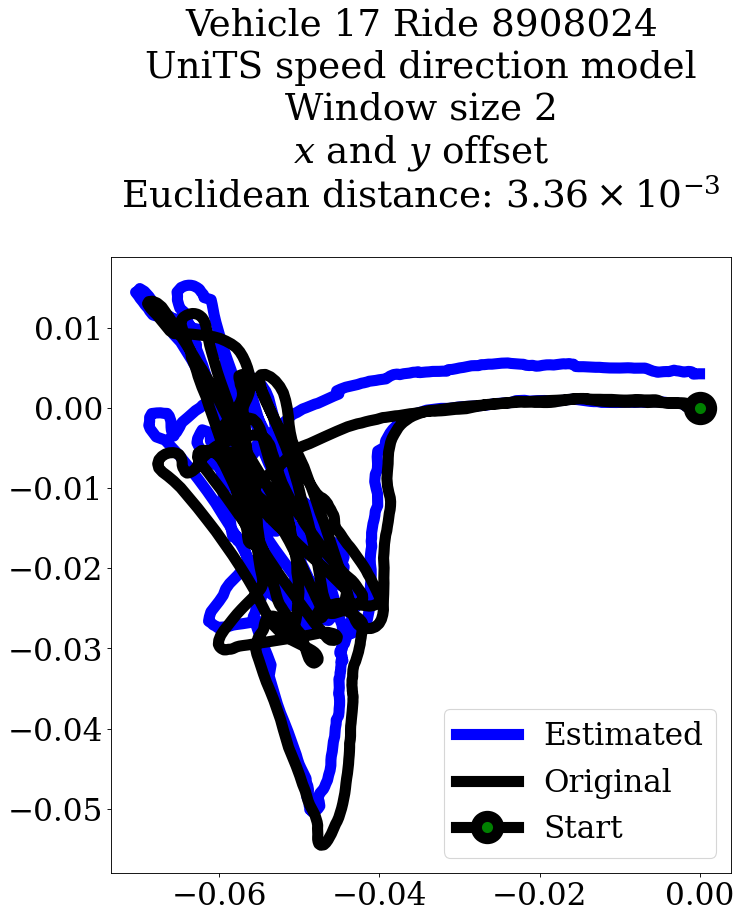 Vehicle 17 Ride 8908024
UniTS speed direction model
Window size 2
x and y offset
Euclidean distance: 3.36 × 10⁻³
0.01
0.00
−0.01
−0.02
−0.03
−0.04
−0.05
Estimated
Original
Start
−0.06
−0.04
−0.02
0.00